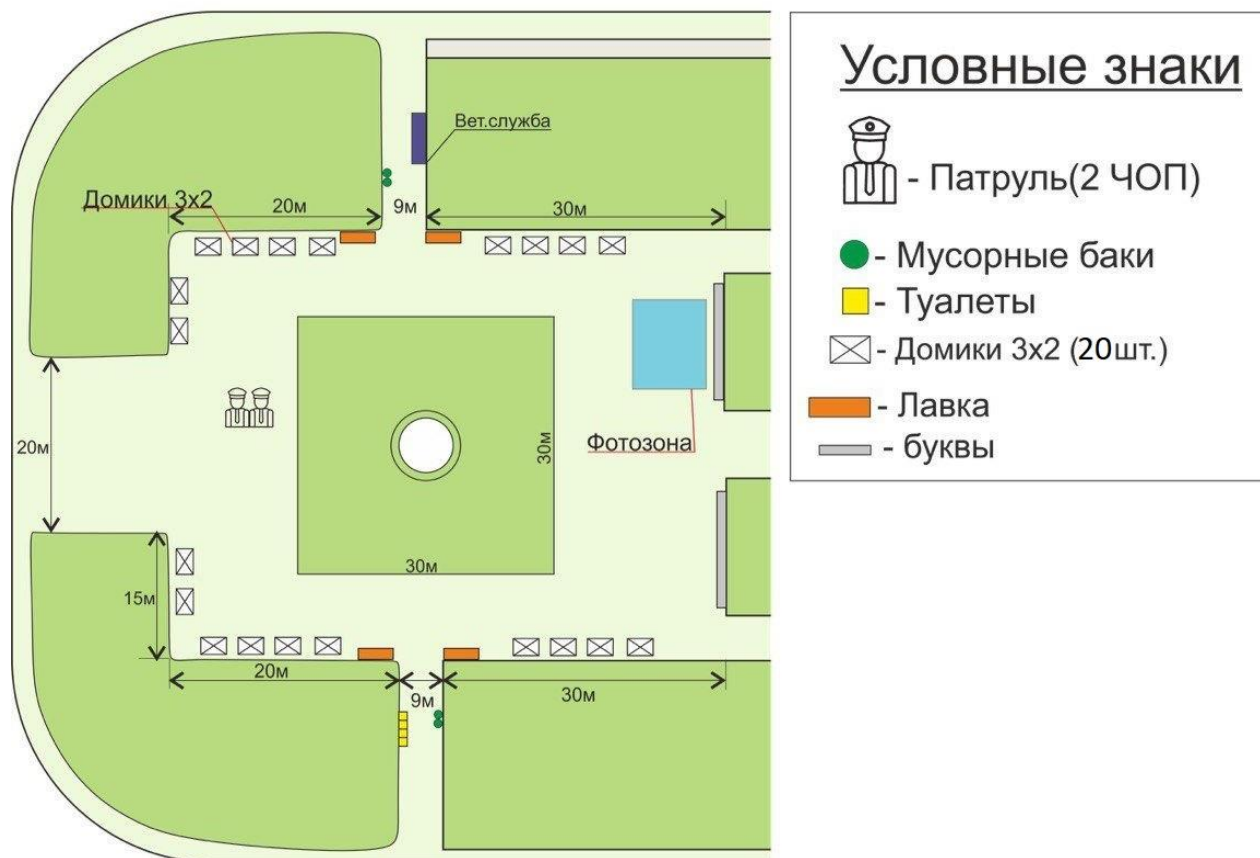 Вет.служба
Домики 3х2
20м
9м
30м
20м
Фотозона
30м
30м
15м
20м
9м
30м
Условные знаки
- Патруль(2 ЧОП)
- Мусорные баки
- Туалеты
- Домики 3х2 (20шт.)
- Лавка
- буквы